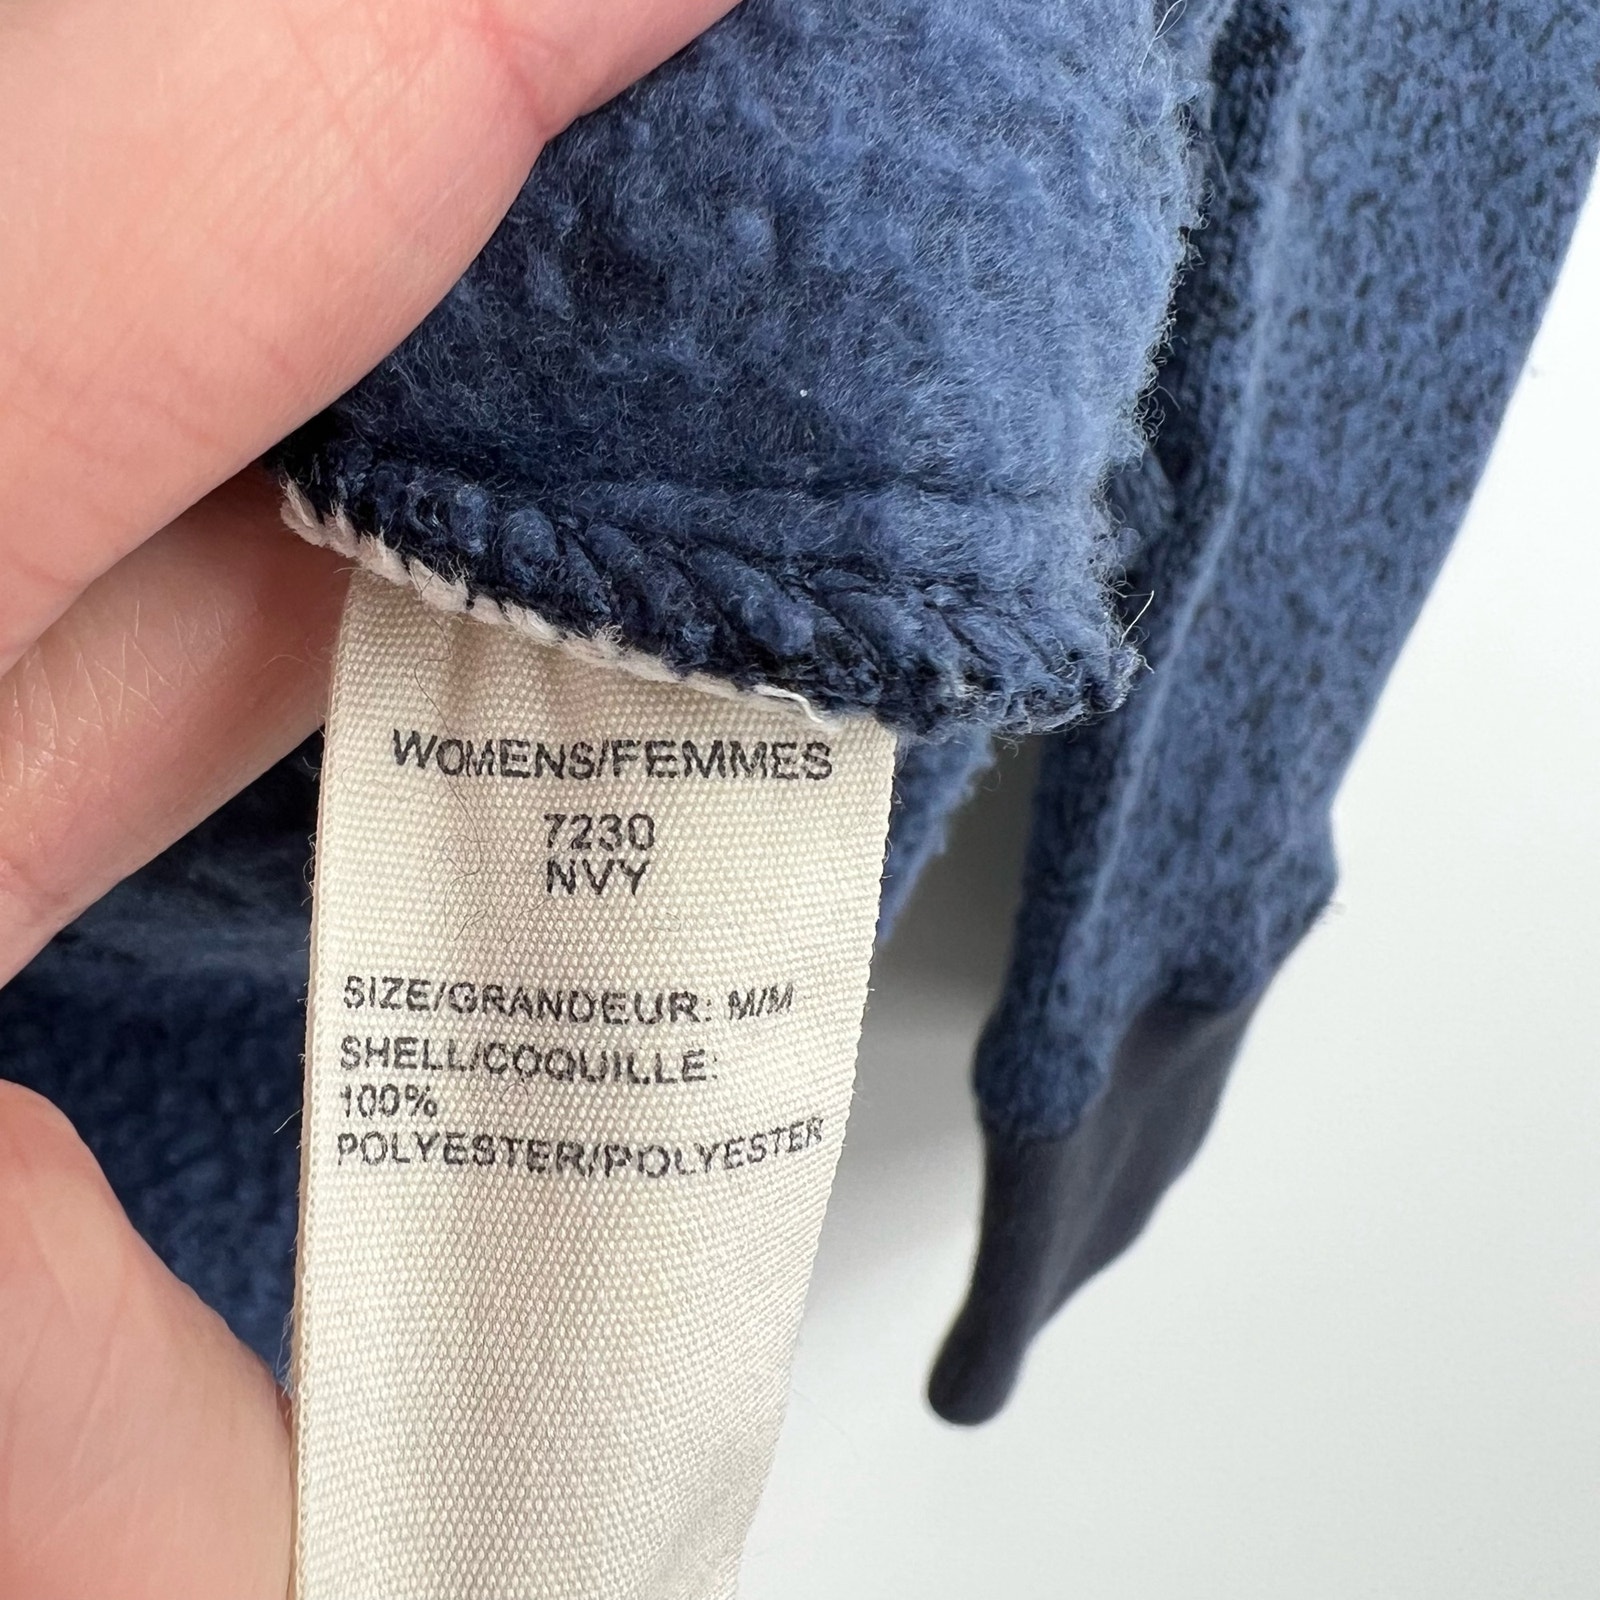 WOMENS/FEMMES
7230
NVY
SIZE/GRANDEUR: M/M
SHELL/COQUILLE:
100%
POLYESTER/POLYESTER